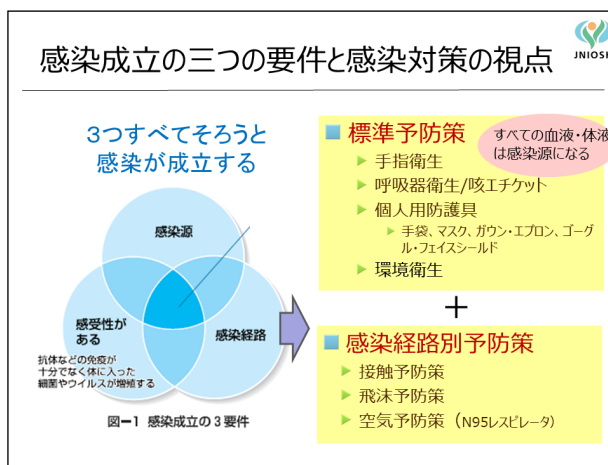 感染成立の三つの要件と感染対策の視点
JNIOSH
3つすべてそろうと
感染が成立する
感染源
感受性が
ある
感染経路
抗体などの免疫が
十分でなく体に入った
細菌やウイルスが増殖する
図ー1 感染成立の3要件
標準予防策
すべての血液・体液
は感染源になる
手指衛生
呼吸器衛生/咳エチケット
個人用防護具
手袋、マスク、ガウン・エプロン、ゴーグ
ル・フェイスシールド
環境衛生
+
感染経路別予防策
接触予防策
飛沫予防策
空気予防策（N95レスピレータ）